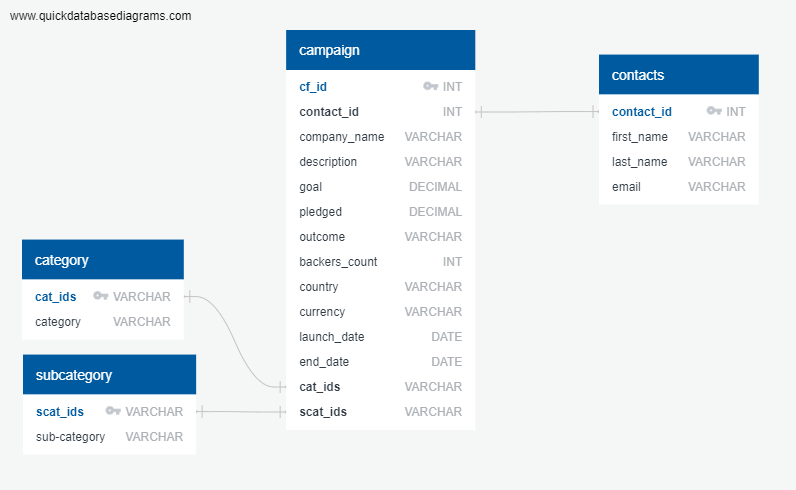 www.quickdatabasediagrams.com
campaign
cf_id INT
contact_id INT
company_name VARCHAR
description VARCHAR
goal DECIMAL
pledged DECIMAL
outcome VARCHAR
backers_count INT
country VARCHAR
currency VARCHAR
launch_date DATE
end_date DATE
cat_ids VARCHAR
scat_ids VARCHAR
contacts
contact_id INT
first_name VARCHAR
last_name VARCHAR
email VARCHAR
category
cat_ids VARCHAR
category VARCHAR
subcategory
scat_ids VARCHAR
sub-category VARCHAR